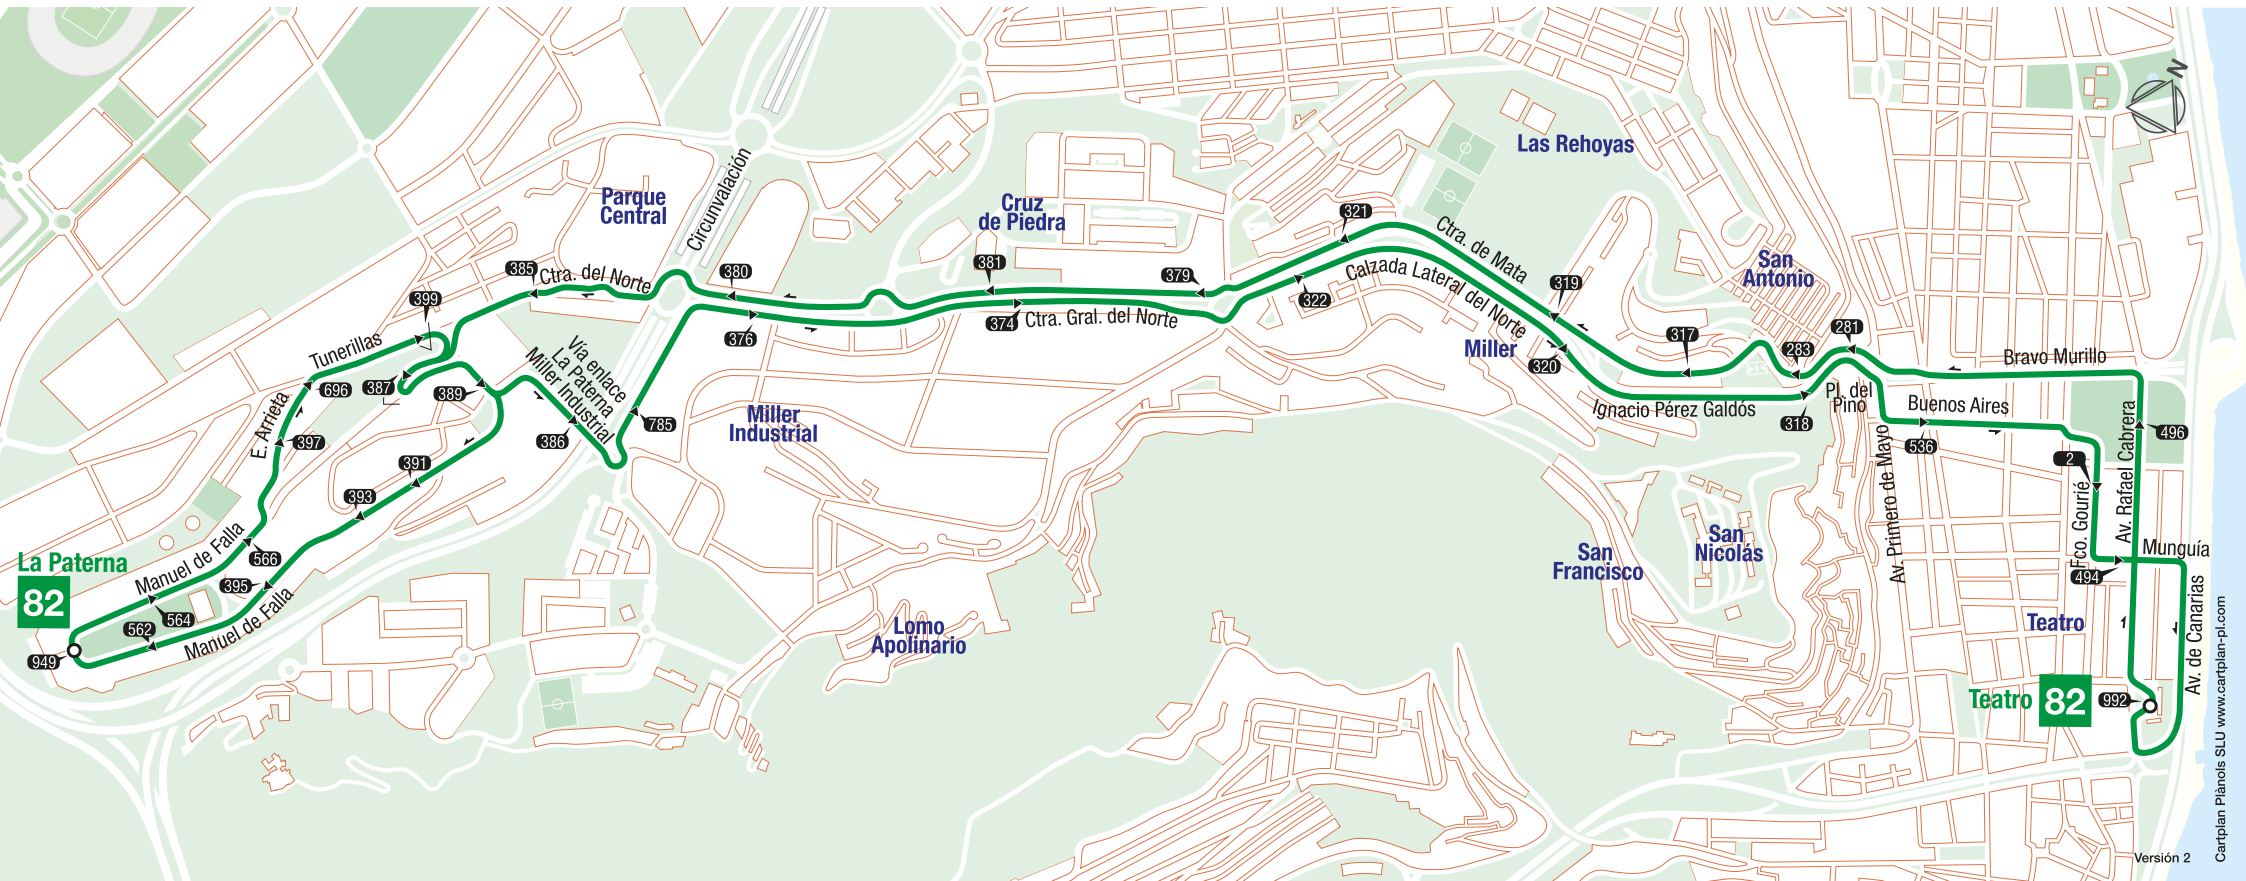 N
Las Rehoyas
Circunvalación
Parque
Central
Cruz
de Piedra
321
Ctra. de Mata
San
Antonio
385
Ctra. del Norte
380
381
379
Calzada Lateral del Norte
322
319
399
376
374
Ctra. Gral. del Norte
Tunerillas
317
283
281
Bravo Murillo
Miller
320
Vía enlace
La Paterna
Miller Industrial
696
387
389
E. Arrieta
397
386
785
Miller
Industrial
Ignacio Pérez Galdós
318
Pl. del
Pino
Buenos Aires
536
Av. Primero de Mayo
2
Fco. Gourié
Av. Rafael Cabrera
496
391
393
Manuel de Falla
566
395
San
Nicolás
San
Francisco
Munguía
494
La Paterna
82
564
562
Manuel de Falla
949
Lomo
Apolinario
Teatro
Av. de Canarias
Teatro
82
992
Versión 2
Cartplan Plànols SLU www.cartplan-pl.com